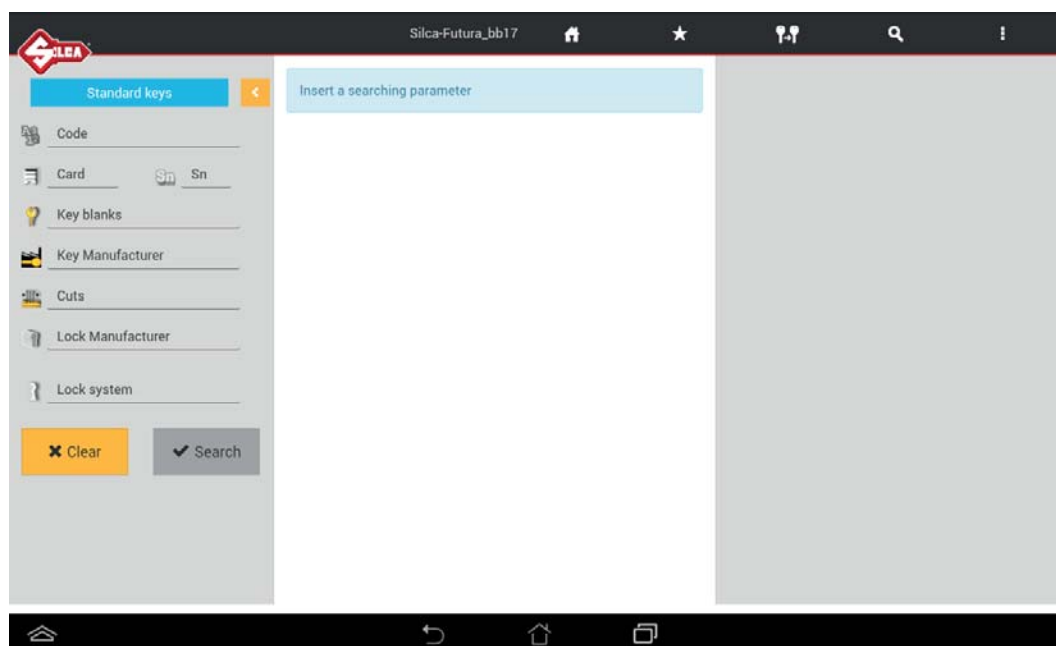 SILCA
Silca-Futura_bb17
Standard keys
Code
Card Sn Sn
Key blanks
Key Manufacturer
Cuts
Lock Manufacturer
Lock system
Clear Search
Insert a searching parameter